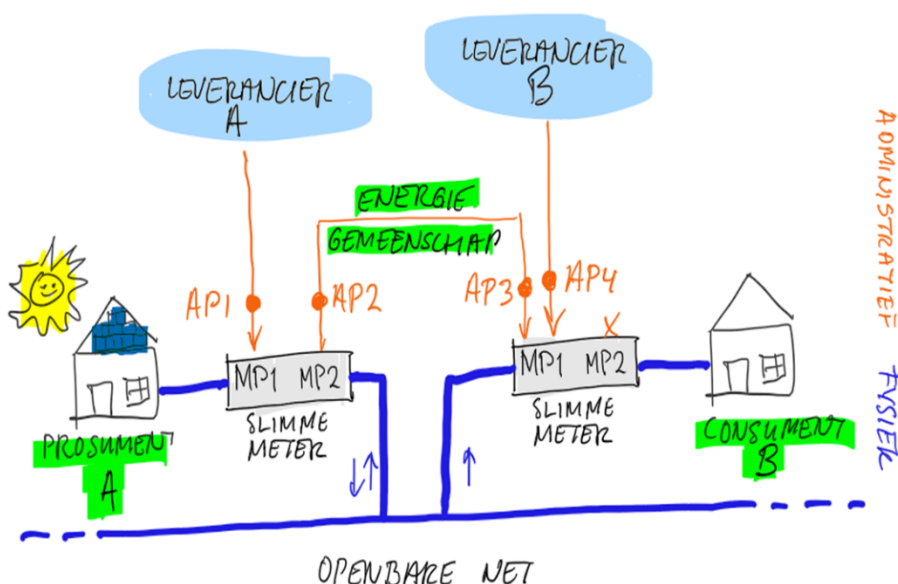 LEVERANCIER
A
LEVERANCIER
B
ENERGIE
GEMEENSCHAP
AP1
AP2
AP3
AP4
X
MP1 MP2
SLIMME
METER
MP1 MP2
SLIMME
METER
PROSUMENT
A
CONSUMENT
B
OPENBARE NET
ADMINISTRATIEF
FYSIEK